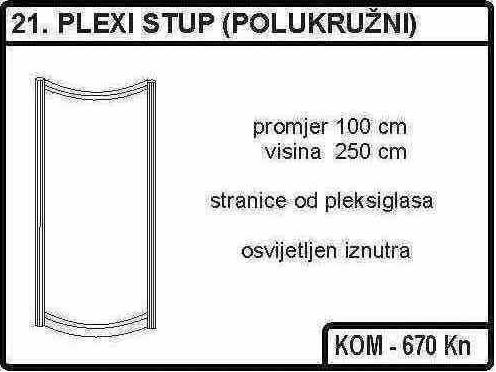 21. PLEXI STUP (POLUKRUŽNI)
promjer 100 cm
visina 250 cm
stranice od pleksiglasa
osvijetljen iznutra
KOM - 670 Kn